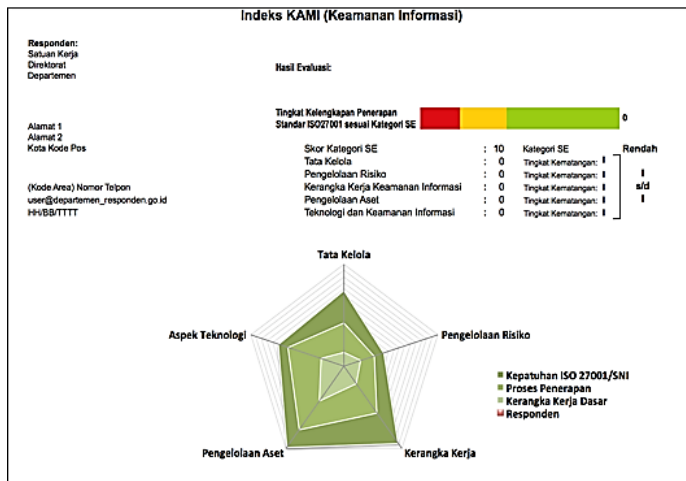 Indeks KAMI (Keamanan Informasi)
Responden:
Satuan Kerja
Direktorat
Departemen
Alamat 1
Alamat 2
Kota Kode Pos
(Kode Area) Nomor Telpon
user@departemen_responden.go.id
HH/BB/TTTT
Hasil Evaluasi:
Tingkat Kelengkapan Penerapan
Standar ISO27001 sesuai Kategori SE 0
Skor Kategori SE : 10 Kategori SE Rendah
Tata Kelola : 0 Tingkat Kematangan: I
Pengelolaan Risiko : 0 Tingkat Kematangan: I I
Kerangka Kerja Keamanan Informasi : 0 Tingkat Kematangan: I s/d
Pengelolaan Aset : 0 Tingkat Kematangan: I I
Teknologi dan Keamanan Informasi : 0 Tingkat Kematangan: I
Tata Kelola
Aspek Teknologi
Pengelolaan Risiko
Pengelolaan Aset
Kerangka Kerja
Kepatuhan ISO 27001/SNI
Proses Penerapan
Kerangka Kerja Dasar
Responden